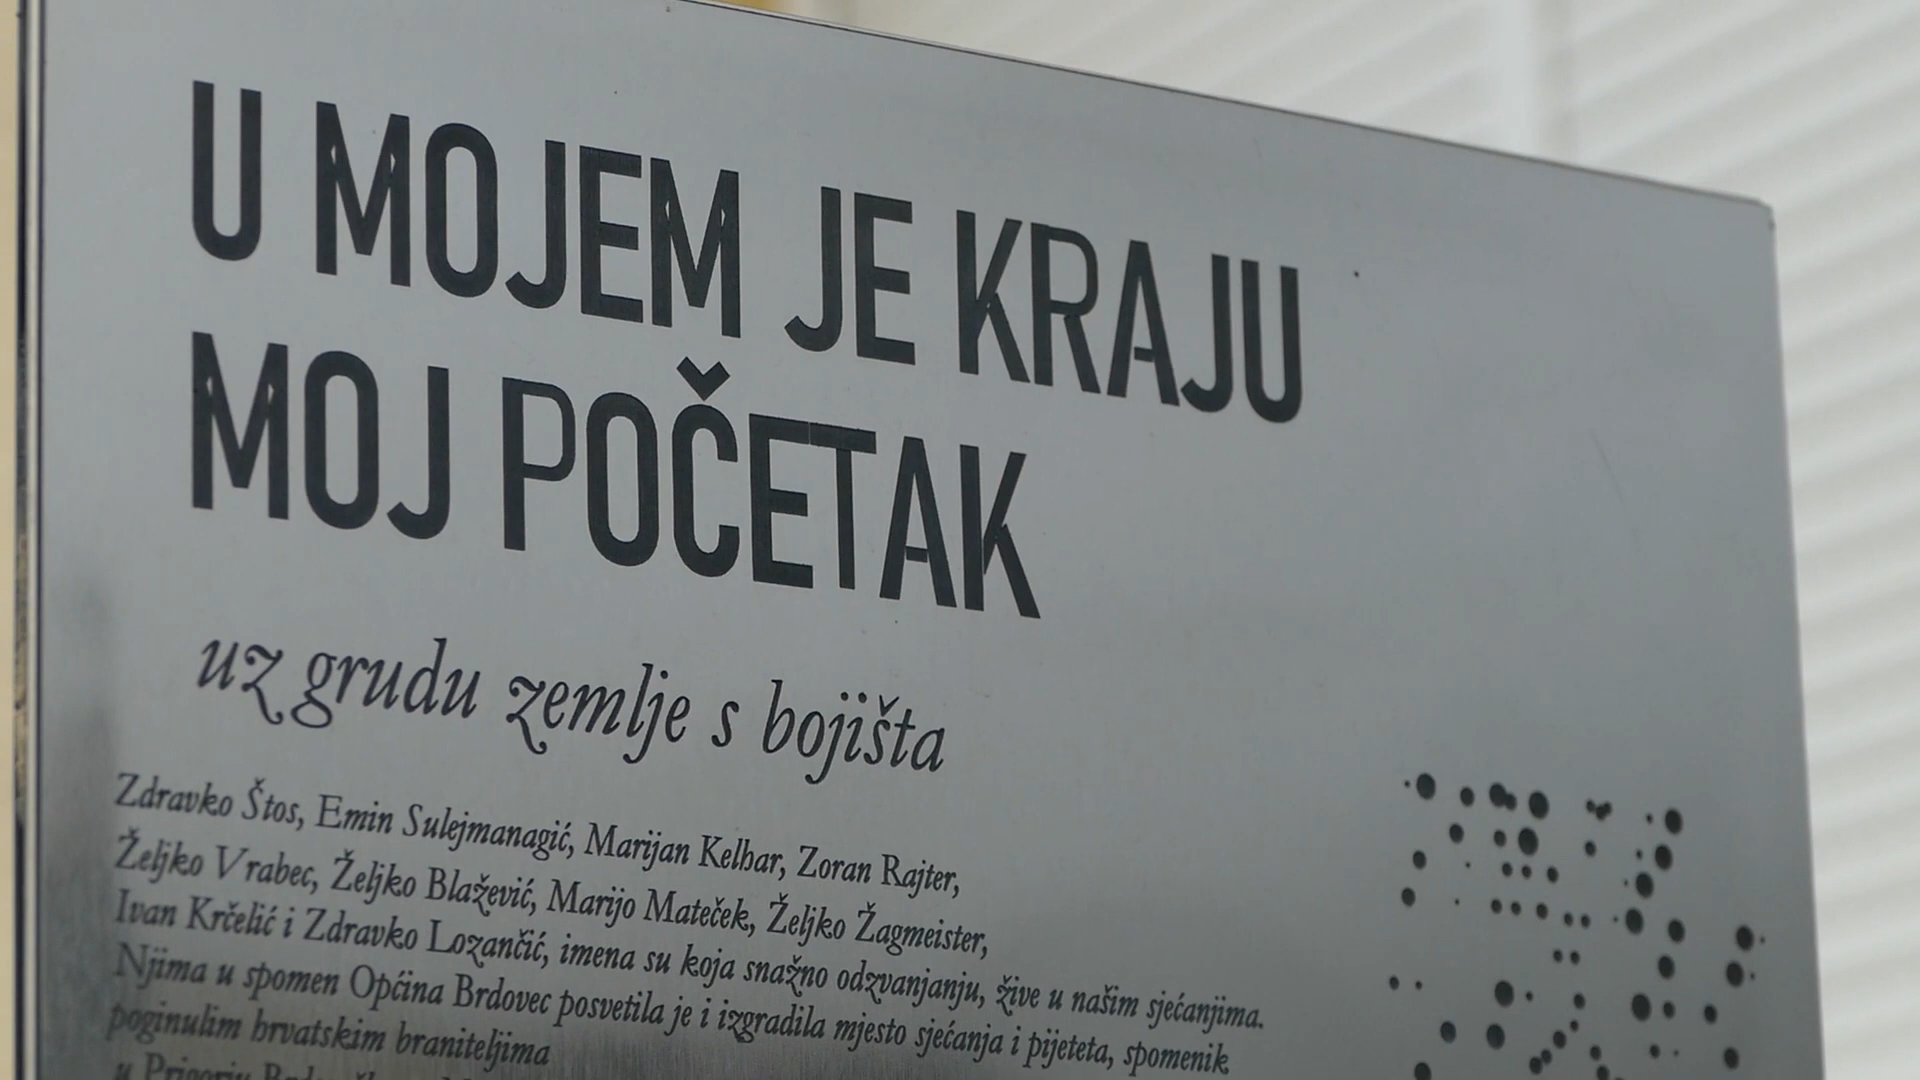 U MOJEM JE KRAJU
MOJ POČETAK
uz grudu zemlje s bojišta
Zdravko Štos, Emin Sulejmanagić, Marijan Kelhar, Zoran Rajter,
Željko Vrabec, Željko Blažević, Marijo Mateček, Željko Žagmeister,
Ivan Krčelić i Zdravko Lozančić, imena su koja snažno odzvanjanju, žive u našim sjećanjima.
Njima u spomen Općina Brdovec posvetila je i izgradila mjesto sjećanja i pijeteta, spomenik
poginulim hrvatskim braniteljima
u Prigorju